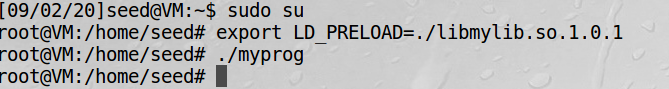 [09/02/20]seed@VM:~$ sudo su
root@VM:/home/seed# export LD_PRELOAD=./libmylib.so.1.0.1
root@VM:/home/seed# ./myprog
root@VM:/home/seed#